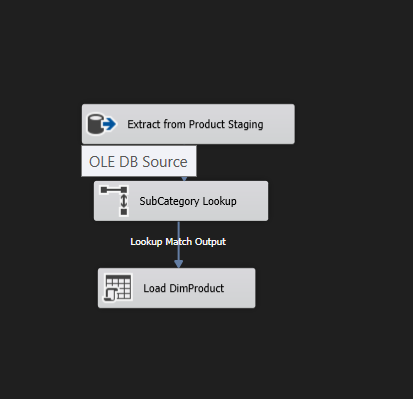 Extract from Product Staging
OLE DB Source
SubCategory Lookup
Lookup Match Output
Load DimProduct